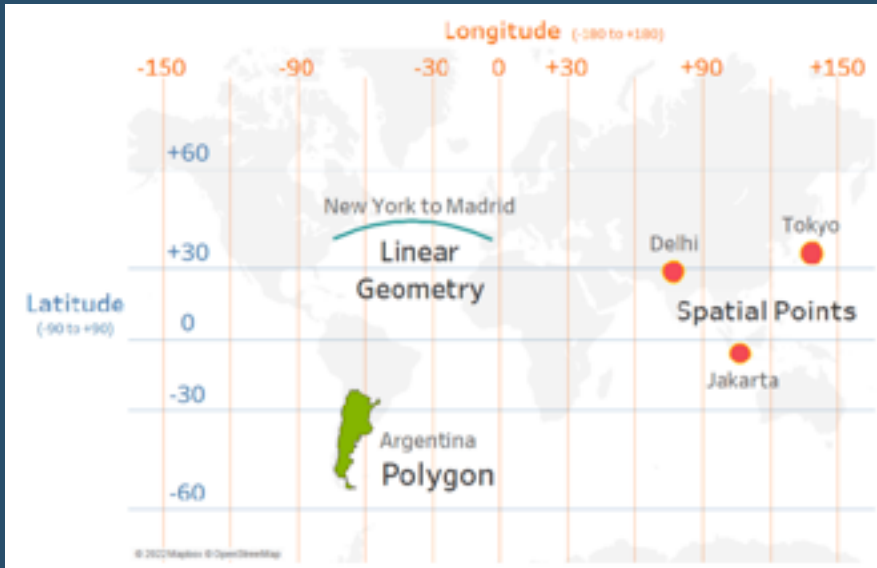 Longitude (-180 to +180)
-150 -90 -30 0 +30 +90 +150
+60
New York to Madrid
Tokyo
Delhi
+30
Linear
Geometry
Latitude
(-90 to +90)
0
Spatial Points
Jakarta
-30
Argentina
Polygon
-60
© 2022 Mapbox © OpenStreetMap